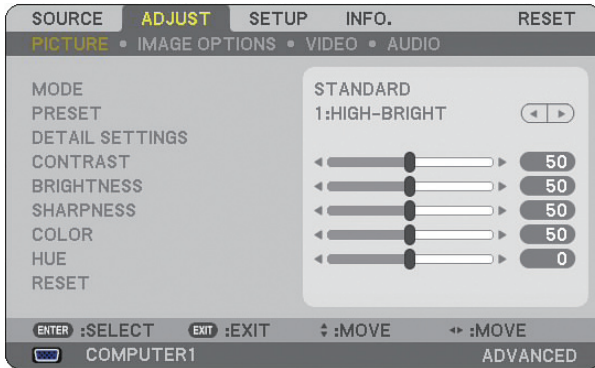 SOURCE ADJUST SETUP INFO. RESET
PICTURE • IMAGE OPTIONS • VIDEO • AUDIO
MODE STANDARD
PRESET 1:HIGH-BRIGHT
DETAIL SETTINGS
CONTRAST 50
BRIGHTNESS 50
SHARPNESS 50
COLOR 50
HUE 0
RESET
ENTER :SELECT EXIT :EXIT :MOVE :MOVE
COMPUTER1 ADVANCED